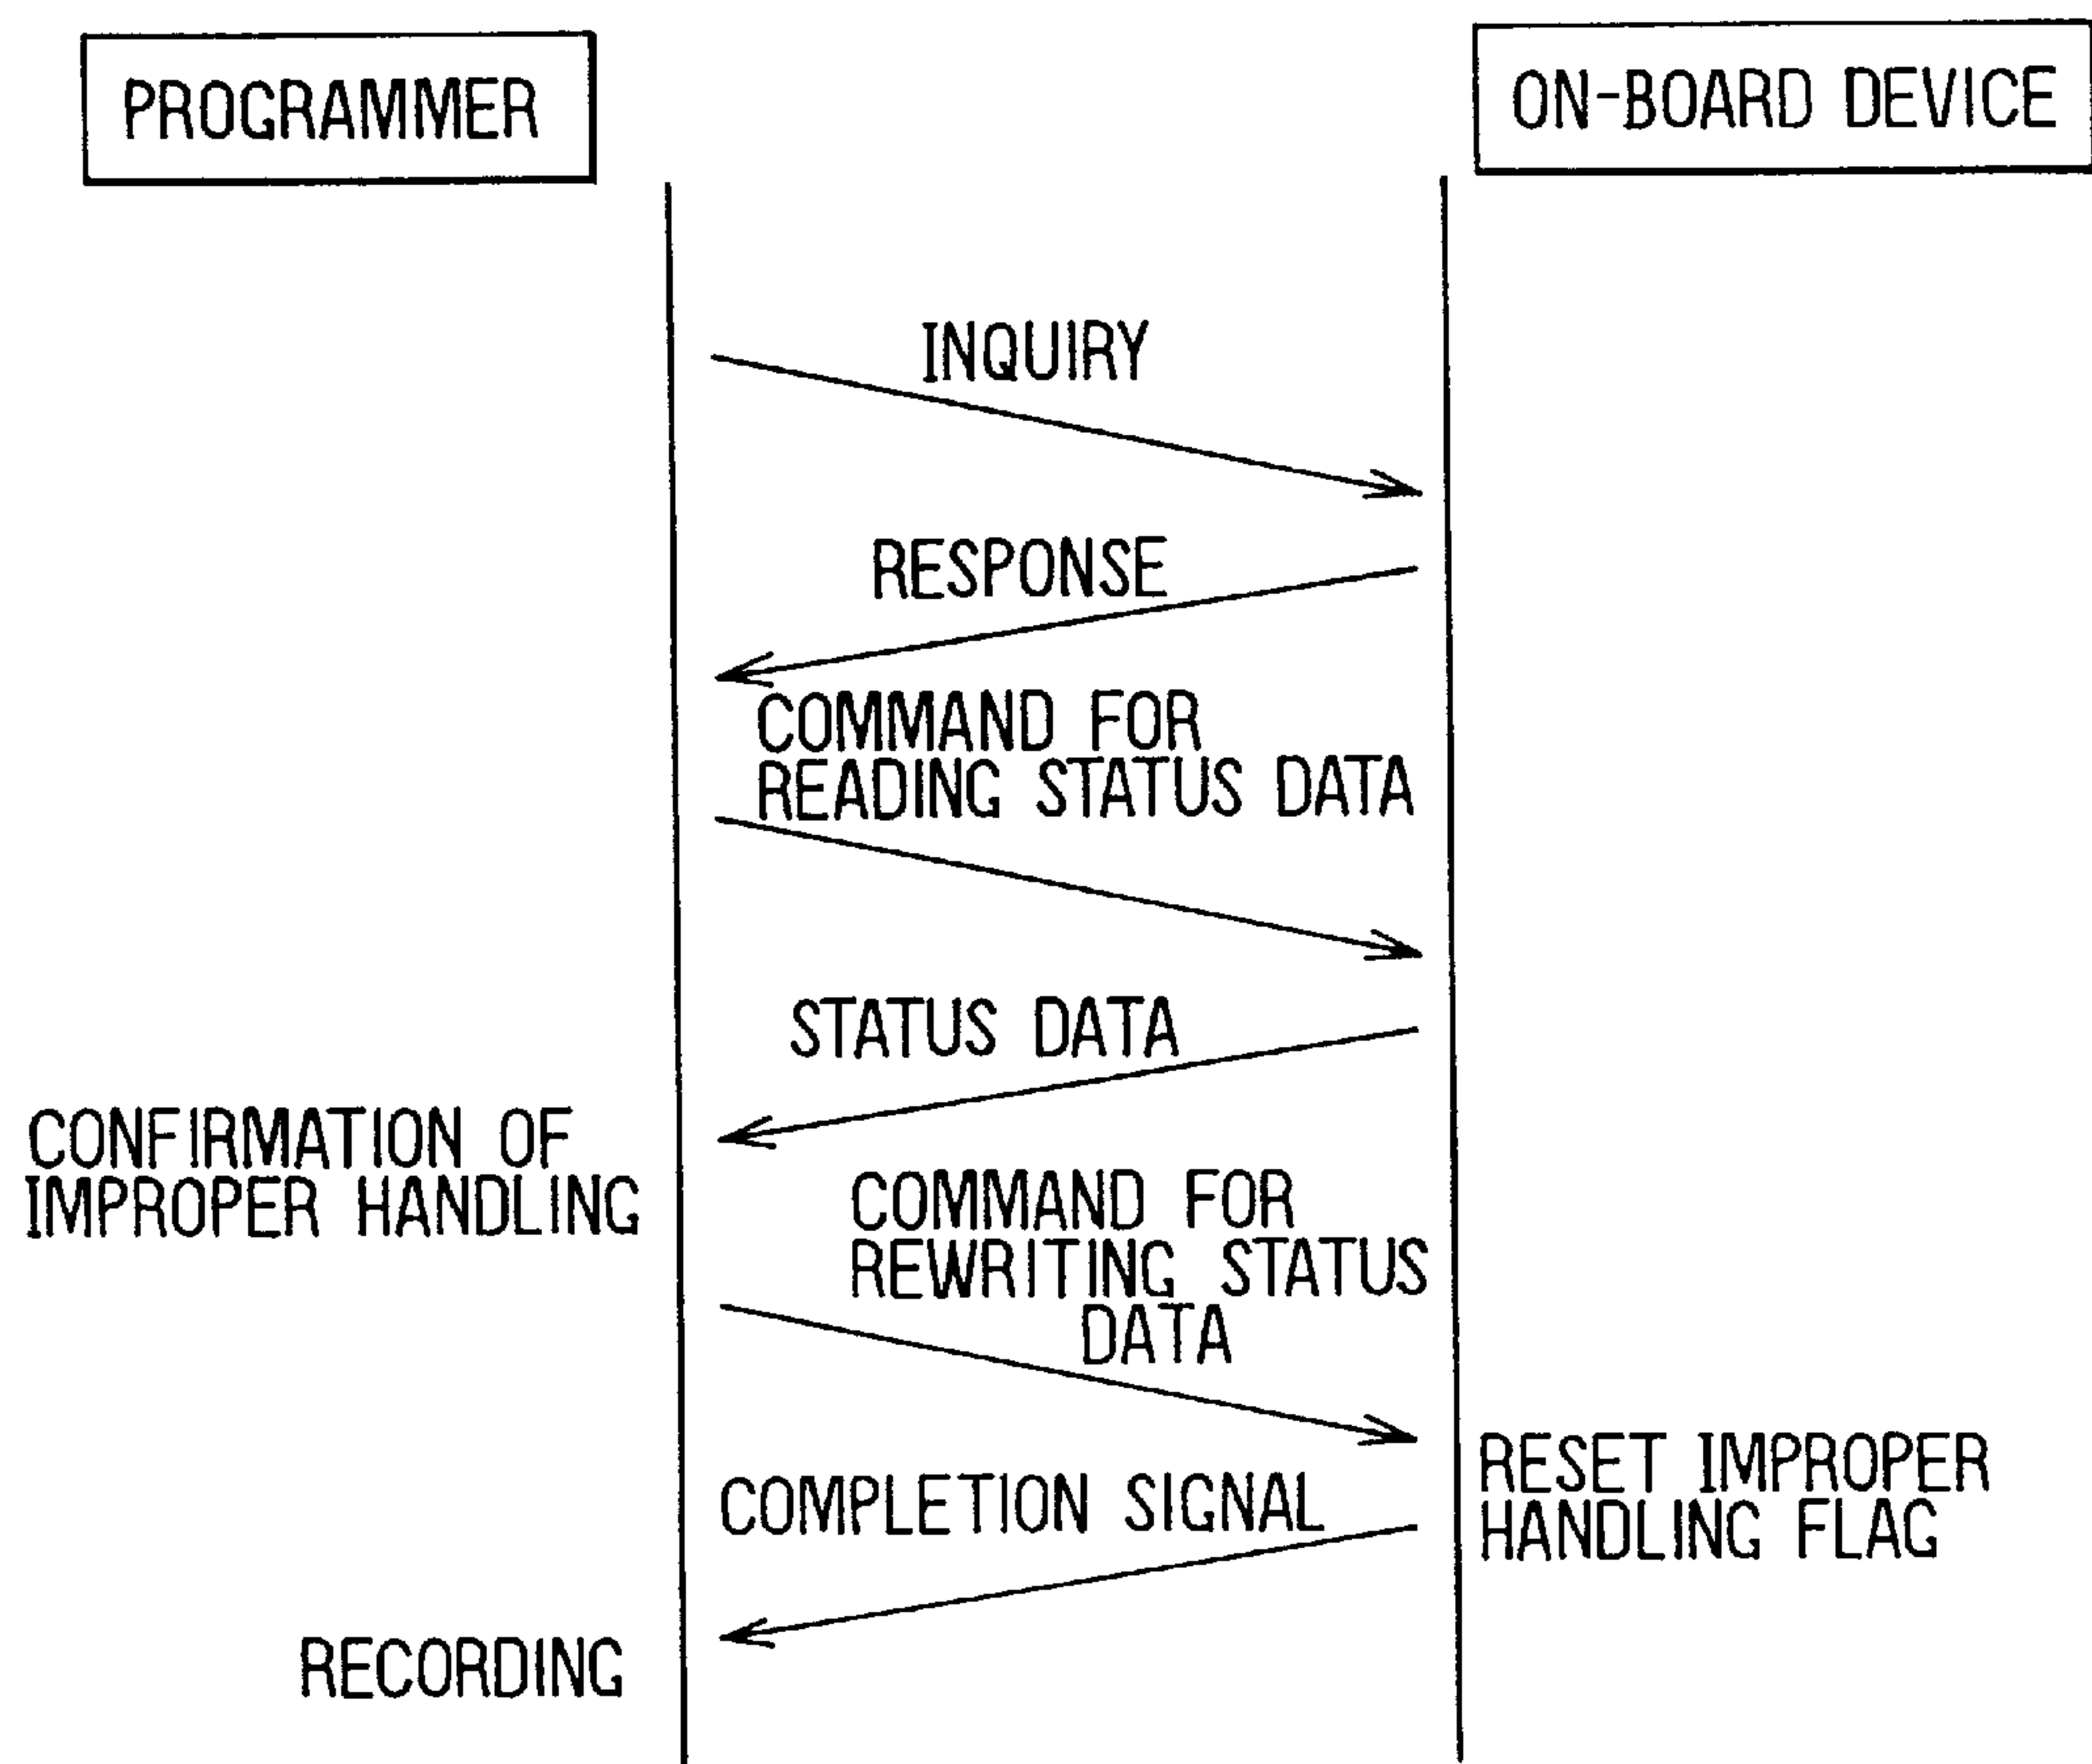 PROGRAMMER
ON-BOARD DEVICE
INQUIRY
RESPONSE
COMMAND FOR
READING STATUS DATA
STATUS DATA
CONFIRMATION OF
IMPROPER HANDLING
COMMAND FOR
REWRITING STATUS
DATA
RESET IMPROPER
HANDLING FLAG
COMPLETION SIGNAL
RECORDING